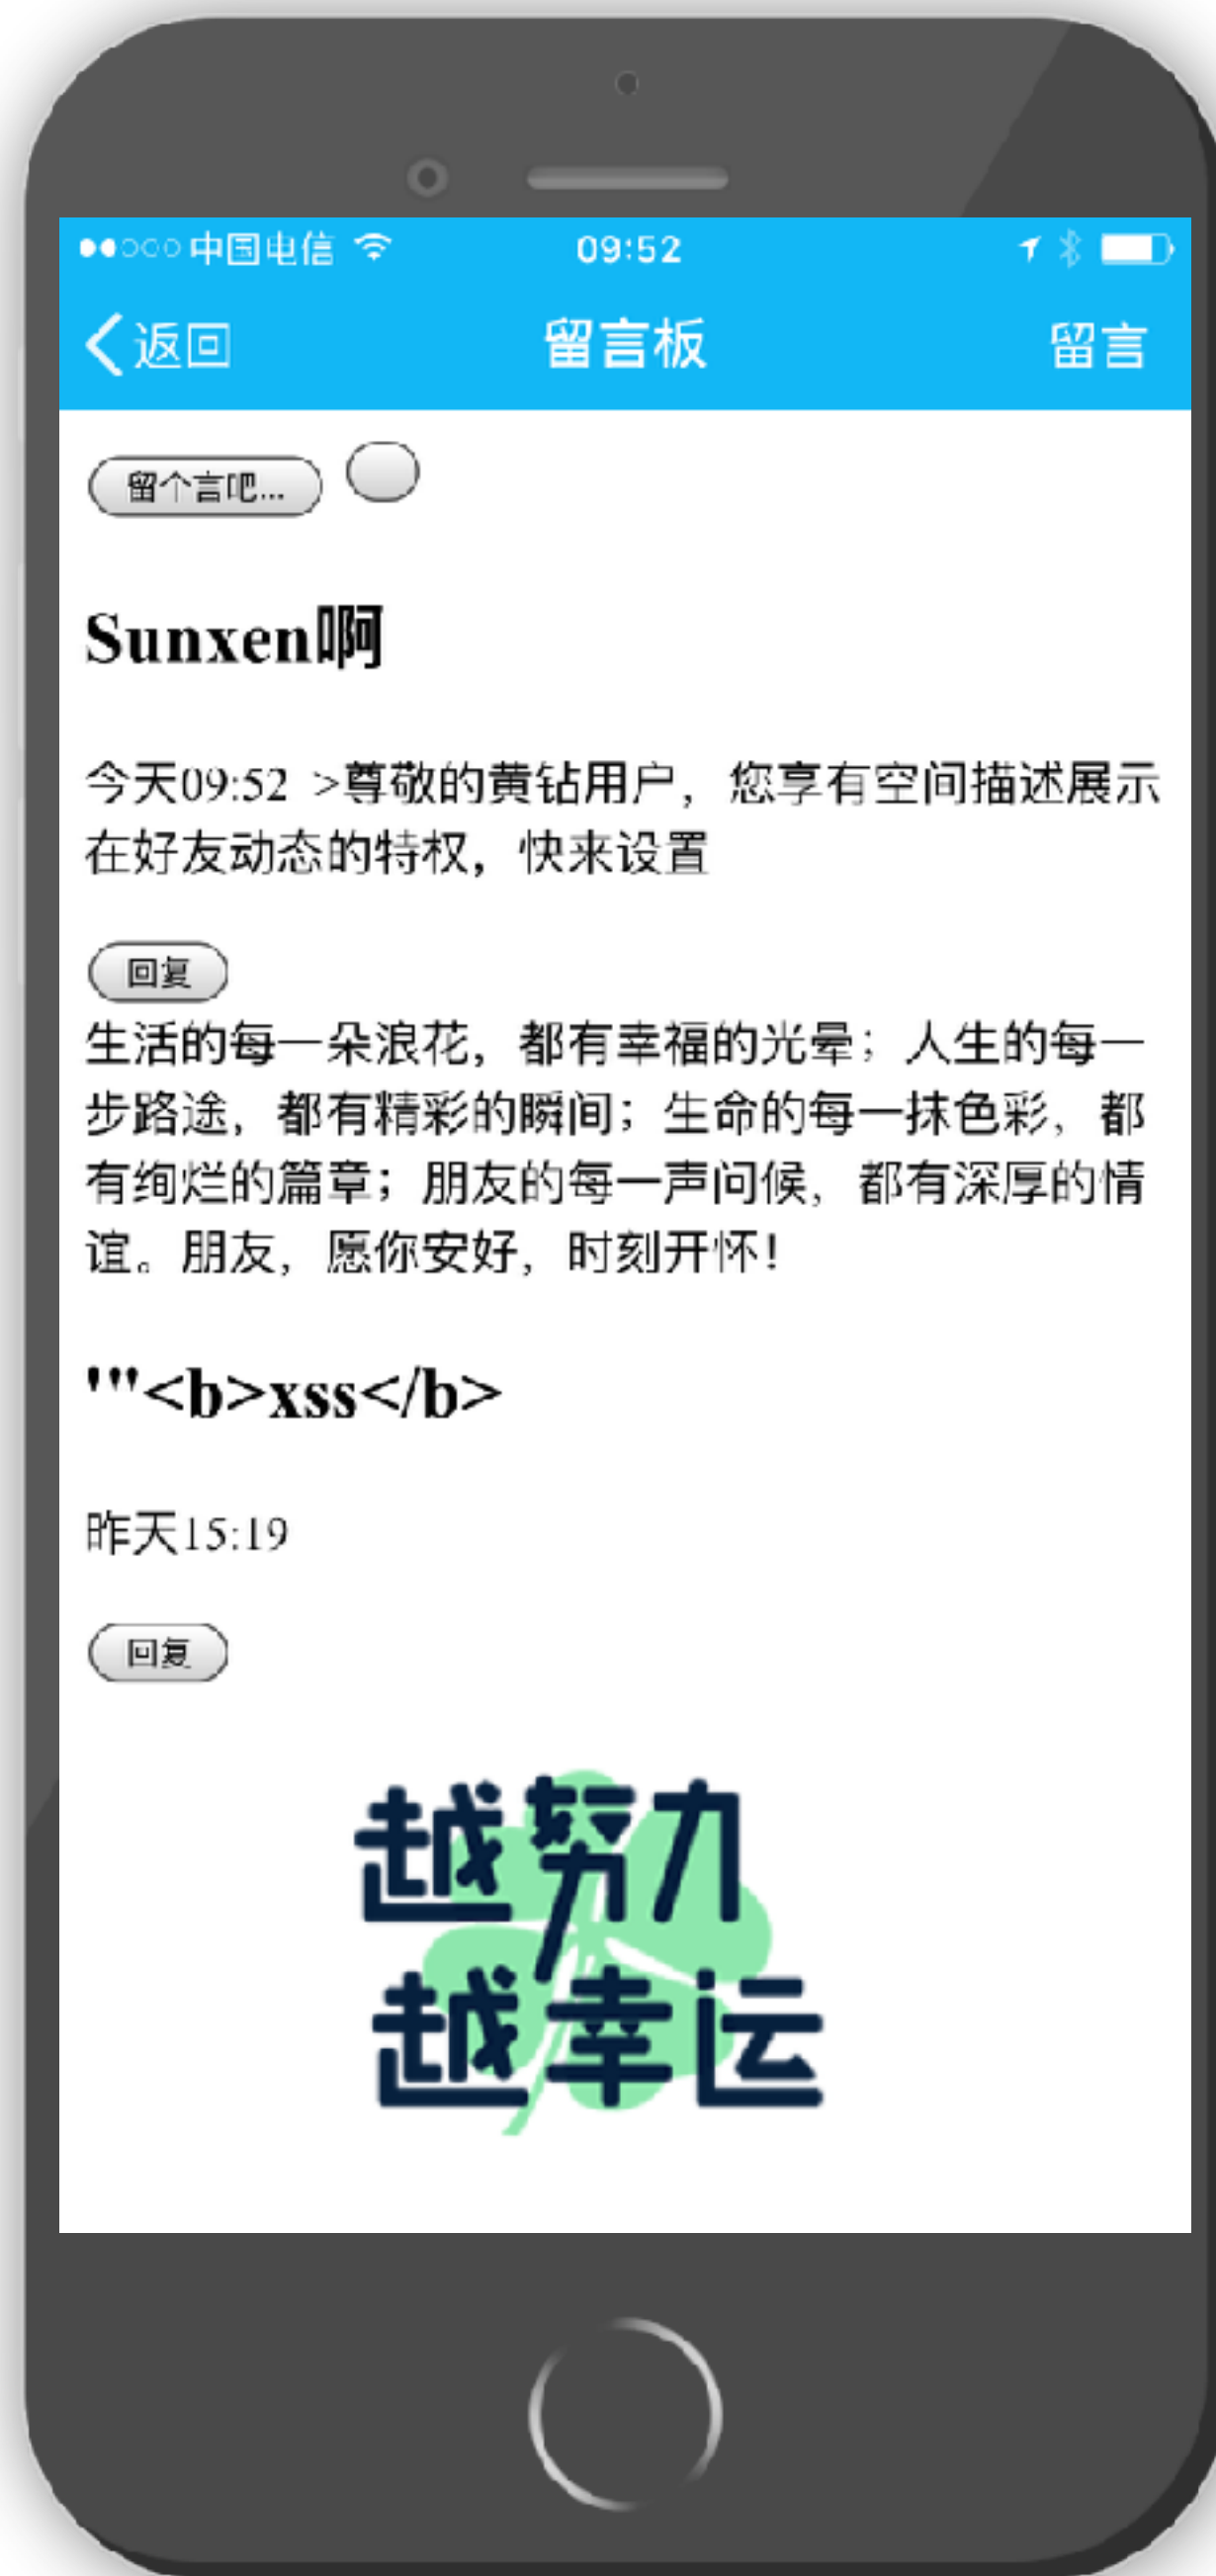 中国电信 09:52
返回 留言板 留言
留个言吧...
Sunxen啊
今天09:52 >尊敬的黄钻用户，您享有空间描述展示
在好友动态的特权，快来设置
回复
生活的每一朵浪花，都有幸福的光晕；人生的每一
步路途，都有精彩的瞬间；生命的每一抹色彩，都
有绚烂的篇章；朋友的每一声问候，都有深厚的情
谊。朋友，愿你安好，时刻开怀！
'"<b>xss</b>
昨天15:19
回复
越努力
越幸运